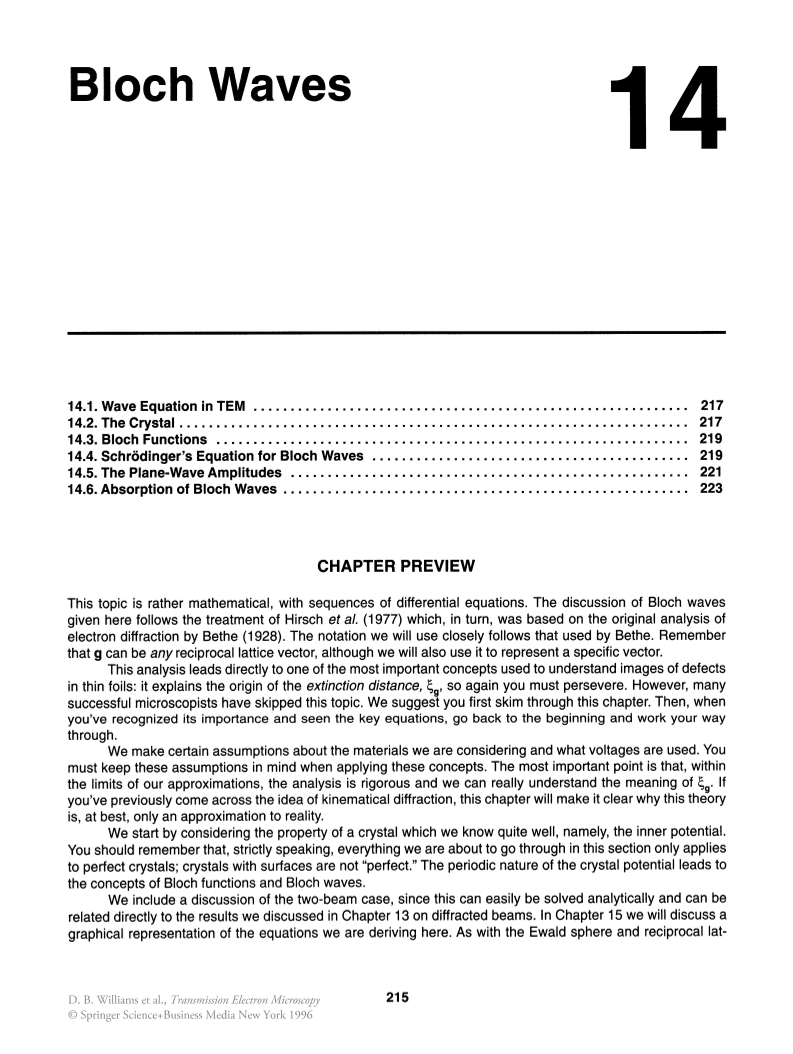 Bloch Waves
14
14.1. Wave Equation in TEM . . . . . . . . . . . . . . . . . . . . . . . . . . . . . . . . . . . . . . . . . . . . . . . . . . . . . . . . . . 217
14.2. The Crystal . . . . . . . . . . . . . . . . . . . . . . . . . . . . . . . . . . . . . . . . . . . . . . . . . . . . . . . . . . . . . . . . . . . . 217
14.3. Bloch Functions . . . . . . . . . . . . . . . . . . . . . . . . . . . . . . . . . . . . . . . . . . . . . . . . . . . . . . . . . . . . . . . 219
14.4. Schrödinger's Equation for Bloch Waves . . . . . . . . . . . . . . . . . . . . . . . . . . . . . . . . . . . . . . . . . . 219
14.5. The Plane-Wave Amplitudes . . . . . . . . . . . . . . . . . . . . . . . . . . . . . . . . . . . . . . . . . . . . . . . . . . . . . 221
14.6. Absorption of Bloch Waves . . . . . . . . . . . . . . . . . . . . . . . . . . . . . . . . . . . . . . . . . . . . . . . . . . . . . . 223
CHAPTER PREVIEW
This topic is rather mathematical, with sequences of differential equations. The discussion of Bloch waves
given here follows the treatment of Hirsch et al. (1977) which, in turn, was based on the original analysis of
electron diffraction by Bethe (1928). The notation we will use closely follows that used by Bethe. Remember
that g can be any reciprocal lattice vector, although we will also use it to represent a specific vector.
This analysis leads directly to one of the most important concepts used to understand images of defects
in thin foils: it explains the origin of the extinction distance, ξg, so again you must persevere. However, many
successful microscopists have skipped this topic. We suggest you first skim through this chapter. Then, when
you've recognized its importance and seen the key equations, go back to the beginning and work your way
through.
We make certain assumptions about the materials we are considering and what voltages are used. You
must keep these assumptions in mind when applying these concepts. The most important point is that, within
the limits of our approximations, the analysis is rigorous and we can really understand the meaning of ξg. If
you've previously come across the idea of kinematical diffraction, this chapter will make it clear why this theory
is, at best, only an approximation to reality.
We start by considering the property of a crystal which we know quite well, namely, the inner potential.
You should remember that, strictly speaking, everything we are about to go through in this section only applies
to perfect crystals; crystals with surfaces are not “perfect.” The periodic nature of the crystal potential leads to
the concepts of Bloch functions and Bloch waves.
We include a discussion of the two-beam case, since this can easily be solved analytically and can be
related directly to the results we discussed in Chapter 13 on diffracted beams. In Chapter 15 we will discuss a
graphical representation of the equations we are deriving here. As with the Ewald sphere and reciprocal lat-
D. B. Williams et al., Transmission Electron Microscopy
© Springer Science+Business Media New York 1996
215